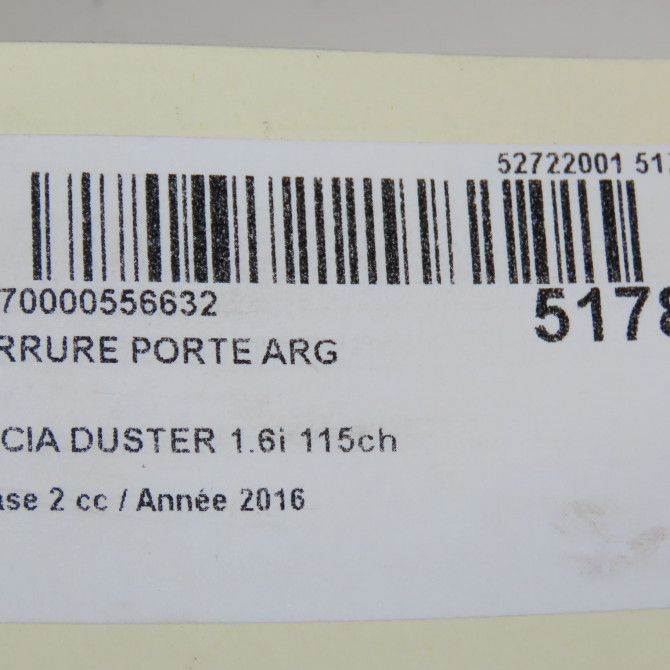 52722001 517
70000556632
5178
RRURE PORTE ARG
CIA DUSTER 1.6i 115ch
ase 2 cc / Année 2016